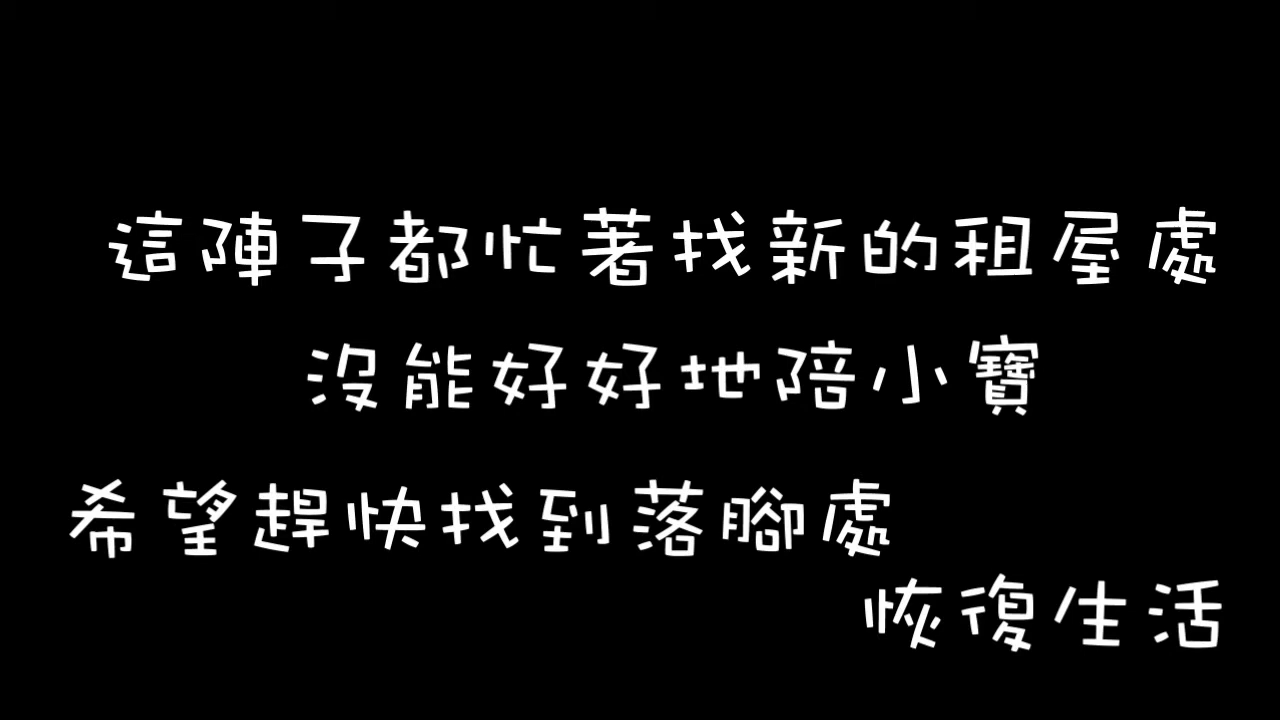 這陣子都忙著找新的租屋處
沒能好好地陪小寶
希望趕快找到落腳處
恢復生活